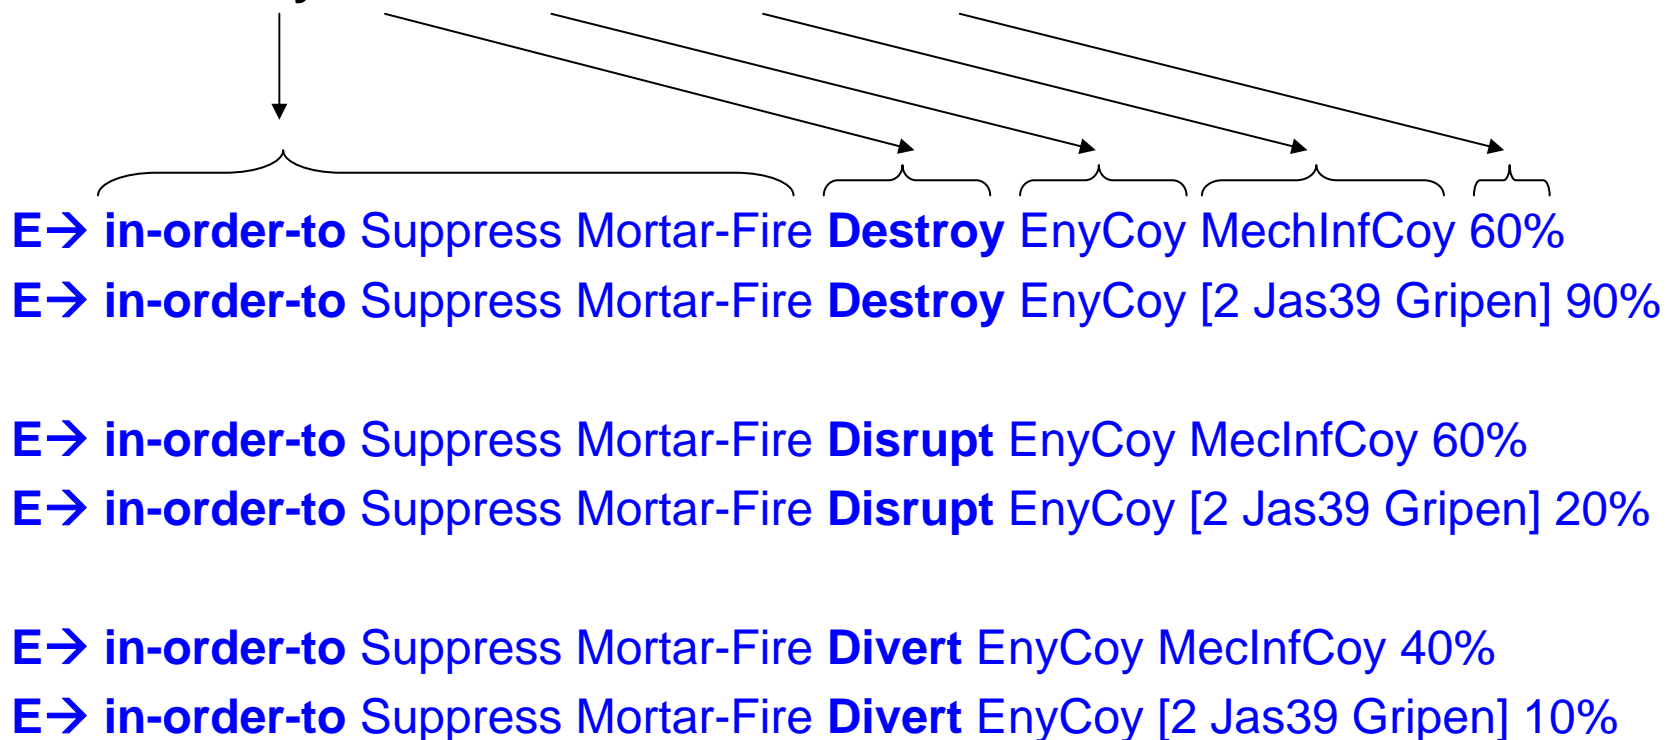 E→ in-order-to Suppress Mortar-Fire Destroy EnyCoy MechInfCoy 60%
E→ in-order-to Suppress Mortar-Fire Destroy EnyCoy [2 Jas39 Gripen] 90%
E→ in-order-to Suppress Mortar-Fire Disrupt EnyCoy MecInfCoy 60%
E→ in-order-to Suppress Mortar-Fire Disrupt EnyCoy [2 Jas39 Gripen] 20%
E→ in-order-to Suppress Mortar-Fire Divert EnyCoy MecInfCoy 40%
E→ in-order-to Suppress Mortar-Fire Divert EnyCoy [2 Jas39 Gripen] 10%